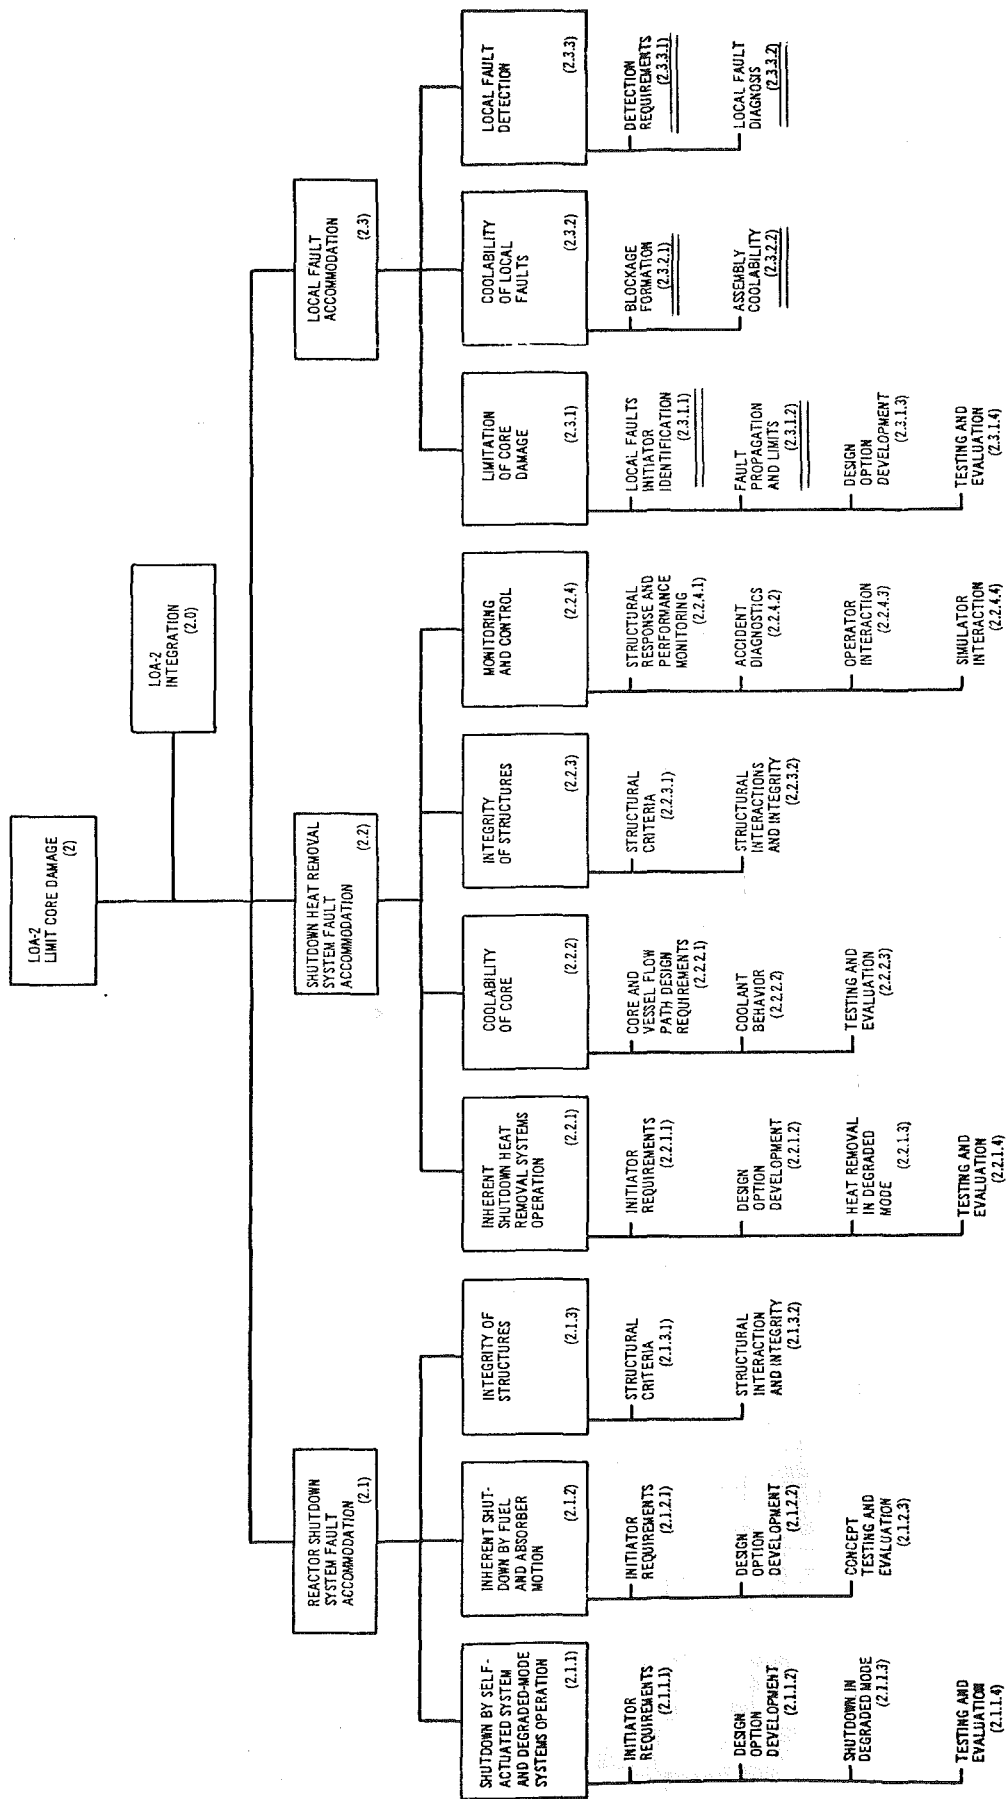 LOA-2
LIMIT CORE DAMAGE
(2)
LOA-2
INTEGRATION
(2.0)
REACTOR SHUTDOWN
SYSTEM FAULT
ACCOMMODATION
(2.1)
SHUTDOWN HEAT REMOVAL
SYSTEM FAULT
ACCOMMODATION
(2.2)
LOCAL FAULT
ACCOMMODATION
(2.3)
SHUTDOWN BY SELF-
ACTUATED SYSTEM
AND DEGRADED-MODE
SYSTEMS OPERATION
(2.1.1)
INITIATOR
REQUIREMENTS
(2.1.1.1)
DESIGN
OPTION
DEVELOPMENT
(2.1.1.2)
SHUTDOWN IN
DEGRADED MODE
(2.1.1.3)
TESTING AND
EVALUATION
(2.1.1.4)
INHERENT SHUT-
DOWN BY FUEL
AND ABSORBER
MOTION
(2.1.2)
INITIATOR
REQUIREMENTS
(2.1.2.1)
DESIGN
OPTION
DEVELOPMENT
(2.1.2.2)
CONCEPT
TESTING AND
EVALUATION
(2.1.2.3)
INTEGRITY OF
STRUCTURES
(2.1.3)
STRUCTURAL
CRITERIA
(2.1.3.1)
STRUCTURAL
INTERACTION
AND INTEGRITY
(2.1.3.2)
INHERENT
SHUTDOWN HEAT
REMOVAL SYSTEMS
OPERATION
(2.2.1)
INITIATOR
REQUIREMENTS
(2.2.1.1)
DESIGN
OPTION
DEVELOPMENT
(2.2.1.2)
HEAT REMOVAL
IN DEGRADED
MODE
(2.2.1.3)
TESTING AND
EVALUATION
(2.2.1.4)
COOLABILITY
OF CORE
(2.2.2)
CORE AND
VESSEL FLOW
PATH DESIGN
REQUIREMENTS
(2.2.2.1)
COOLANT
BEHAVIOR
(2.2.2.2)
TESTING AND
EVALUATION
(2.2.2.3)
INTEGRITY
OF STRUCTURES
(2.2.3)
STRUCTURAL
CRITERIA
(2.2.3.1)
STRUCTURAL
INTERACTIONS
AND INTEGRITY
(2.2.3.2)
MONITORING
AND CONTROL
(2.2.4)
STRUCTURAL
RESPONSE AND
PERFORMANCE
MONITORING
(2.2.4.1)
ACCIDENT
DIAGNOSTICS
(2.2.4.2)
OPERATOR
INTERACTION
(2.2.4.3)
SIMULATOR
INTERACTION
(2.2.4.4)
LIMITATION
OF CORE
DAMAGE
(2.3.1)
LOCAL FAULTS
INITIATOR
IDENTIFICATION
(2.3.1.1)
FAULT
PROPAGATION
AND LIMITS
(2.3.1.2)
DESIGN
OPTION
DEVELOPMENT
(2.3.1.3)
TESTING AND
EVALUATION
(2.3.1.4)
COOLABILITY
OF LOCAL
FAULTS
(2.3.2)
BLOCKAGE
FORMATION
(2.3.2.1)
ASSEMBLY
COOLABILITY
(2.3.2.2)
LOCAL FAULT
DETECTION
(2.3.3)
DETECTION
REQUIREMENTS
(2.3.3.1)
LOCAL FAULT
DIAGNOSIS
(2.3.3.2)